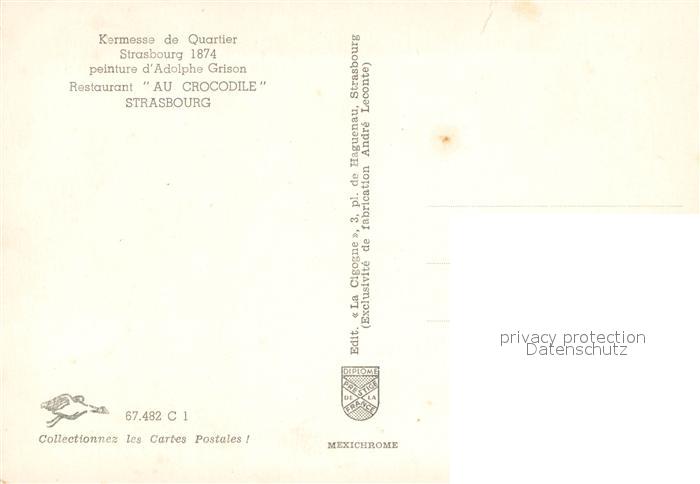 Kermesse de Quartier
Strasbourg 1874
peinture d'Adolphe Grison
Restaurant "AU CROCODILE"
STRASBOURG
Edit. « La Cigogne », 3, pl. de Haguenau, Strasbourg
(Exclusivité de fabrication André Leconte)
privacy protection
Datenschutz
DIPLOME
PRESTIGE
DE LA
FRANCE
67.482 C 1
Collectionnez les Cartes Postales !
MEXICHROME